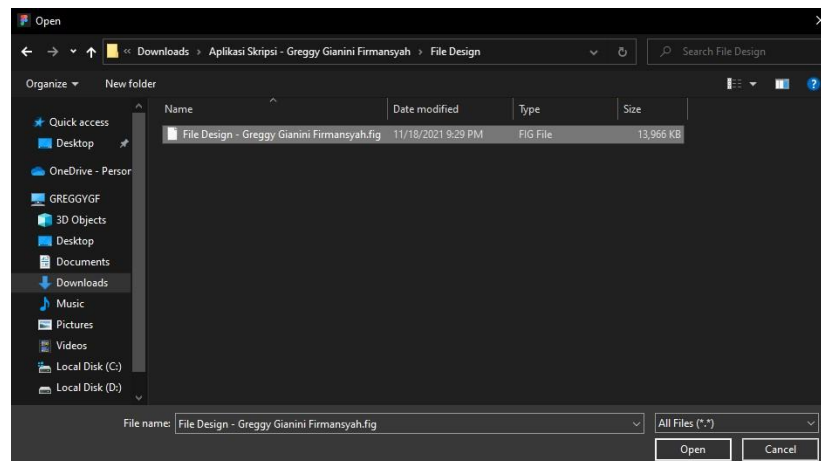 Open
« Downloads › Aplikasi Skripsi - Greggy Gianini Firmansyah › File Design
Search File Design
Organize
New folder
Name
Date modified
Type
Size
File Design - Greggy Gianini Firmansyah.fig 11/18/2021 9:29 PM FIG File 13,966 KB
Quick access
Desktop
OneDrive - Person
GREGGYGF
3D Objects
Desktop
Documents
Downloads
Music
Pictures
Videos
Local Disk (C:)
Local Disk (D:)
File name: File Design - Greggy Gianini Firmansyah.fig
All Files (*.*)
Open
Cancel